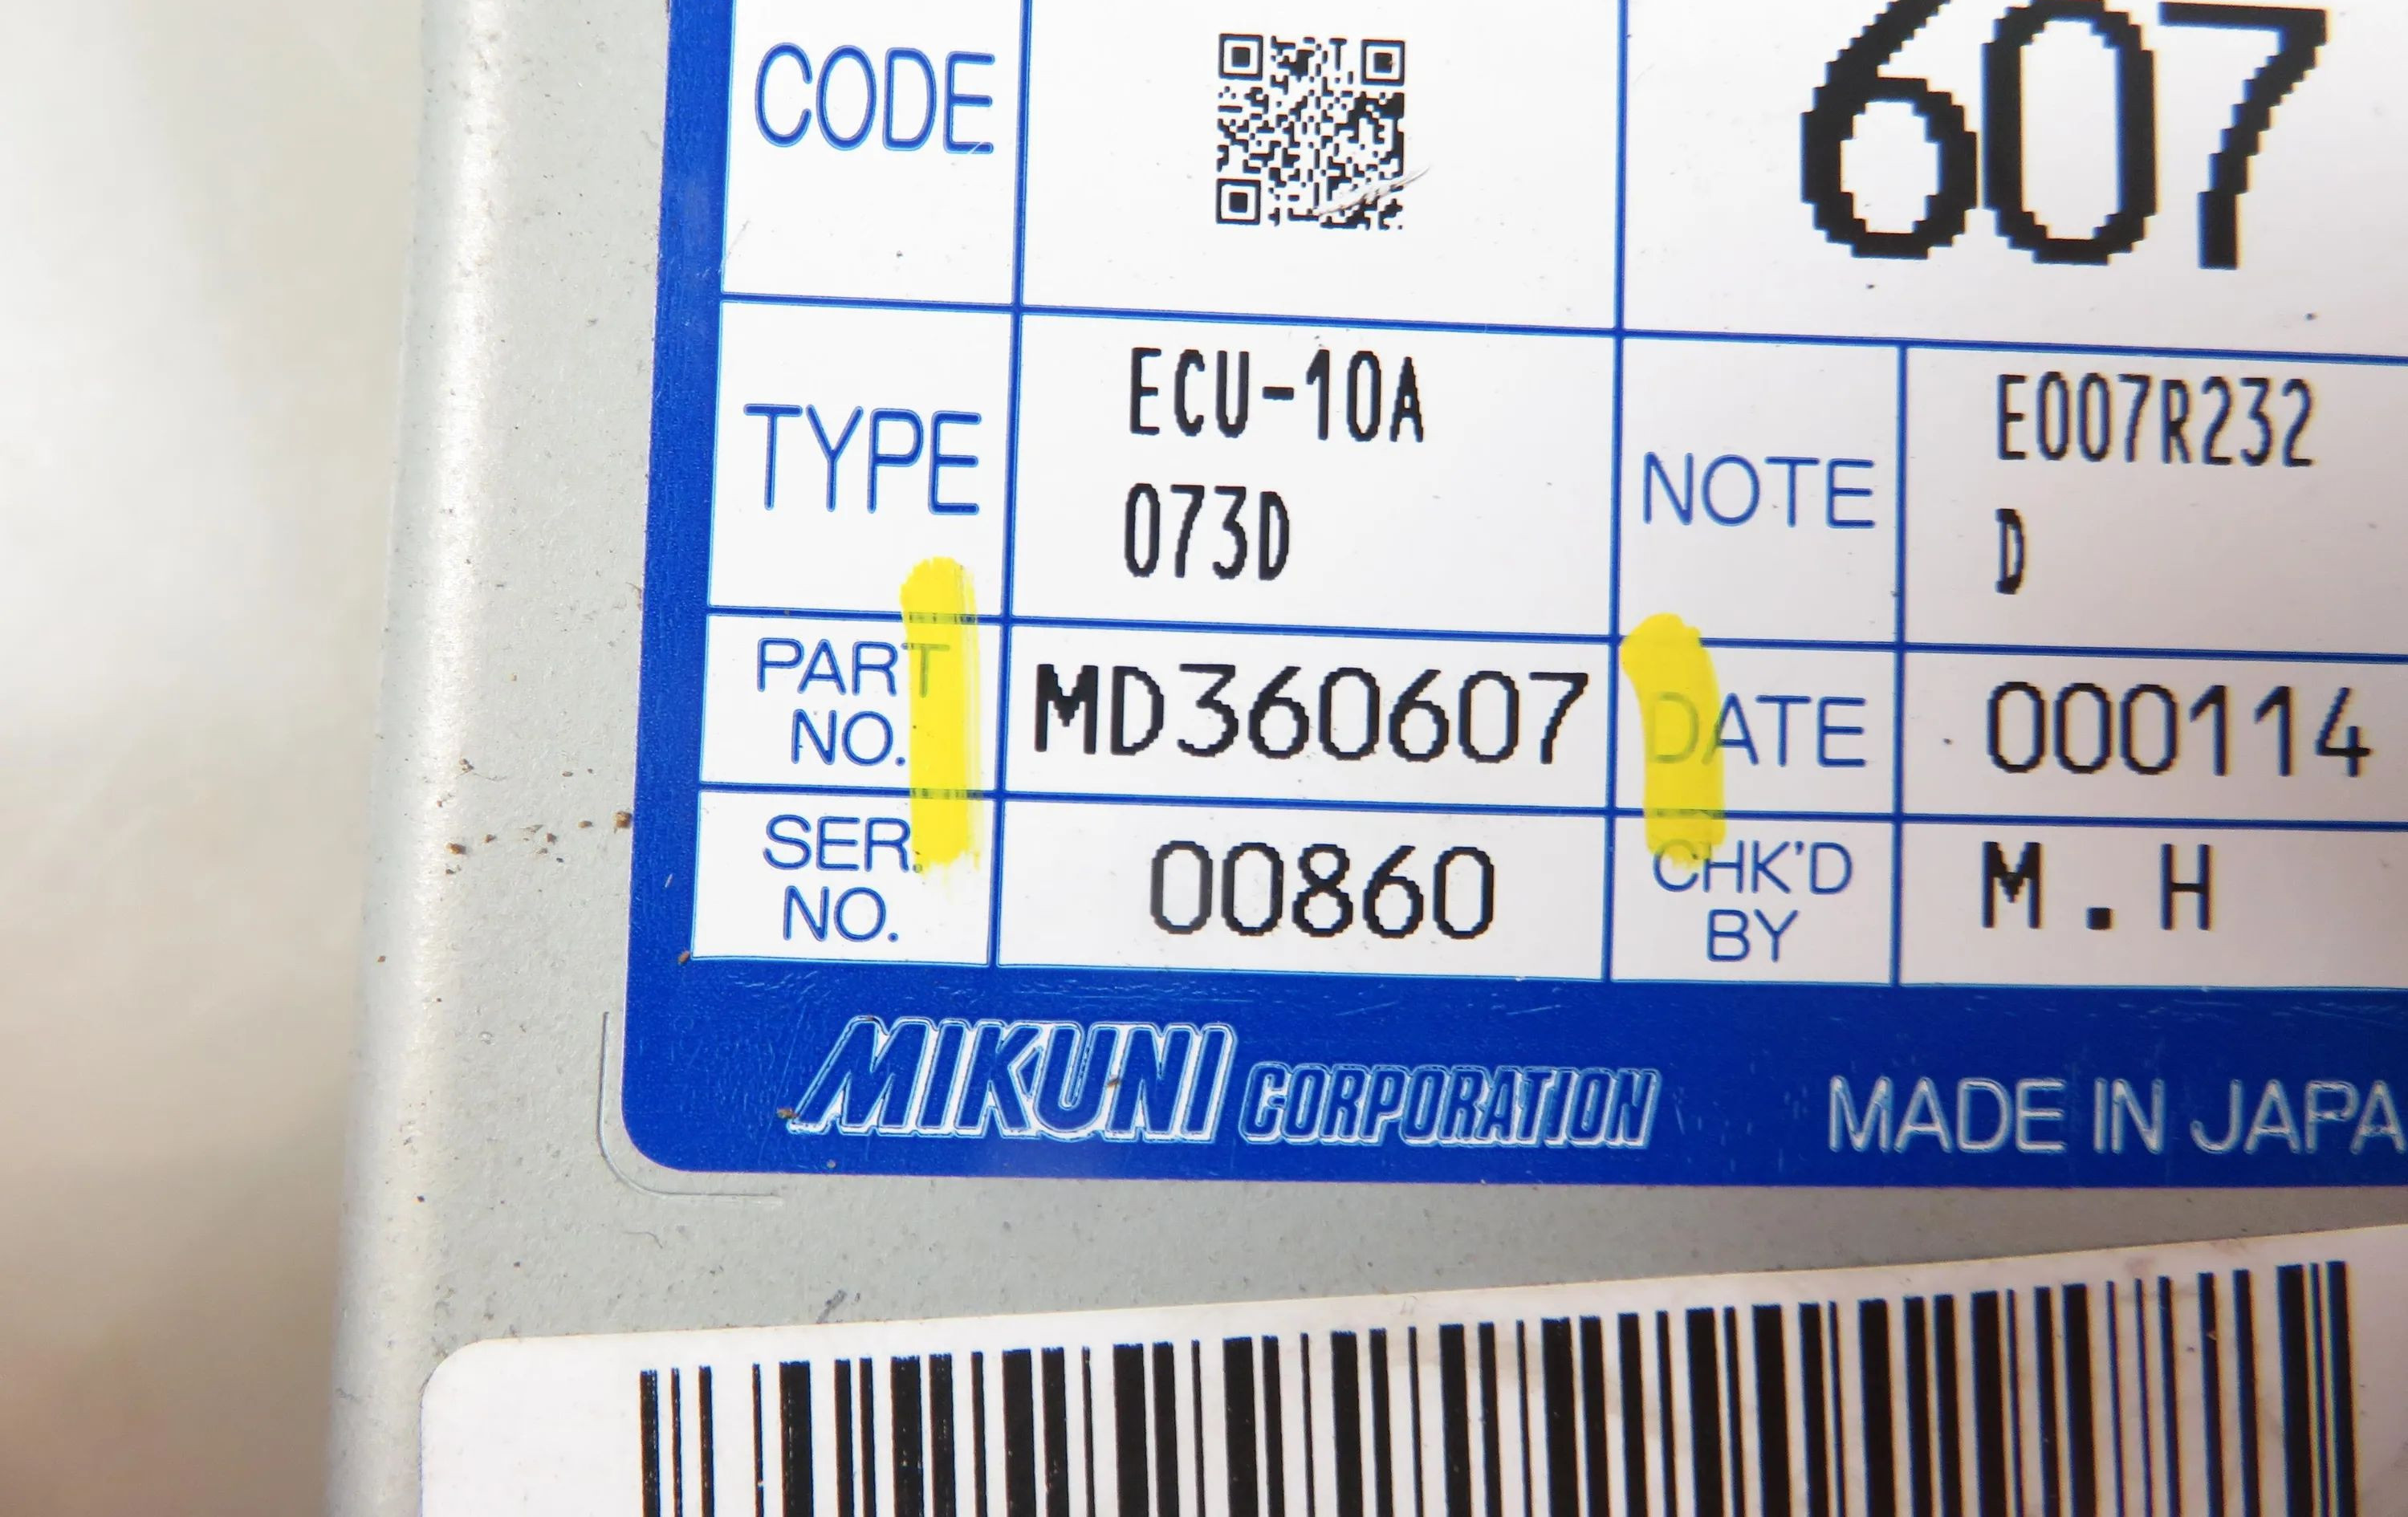 CODE
607
TYPE
ECU-10A
073D
NOTE
E007R232
D
PART
NO.
MD360607
DATE
000114
SER.
NO.
00860
CHK'D
BY
M.H
MIKUNI CORPORATION
MADE IN JAPA